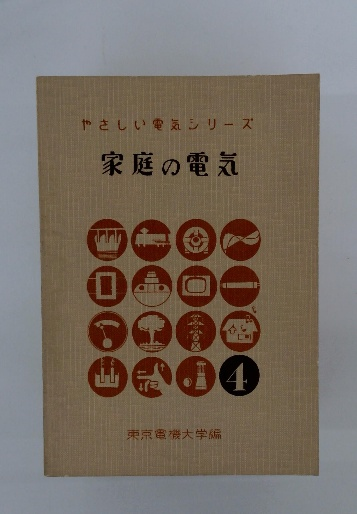 やさしい電気シリーズ
家庭の電気
4
東京電機大学編